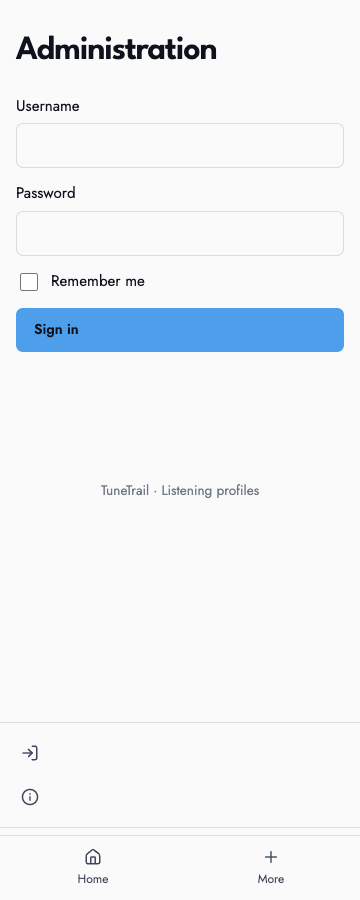 Administration
Username
Password
Remember me
Sign in
TuneTrail · Listening profiles
Home
More